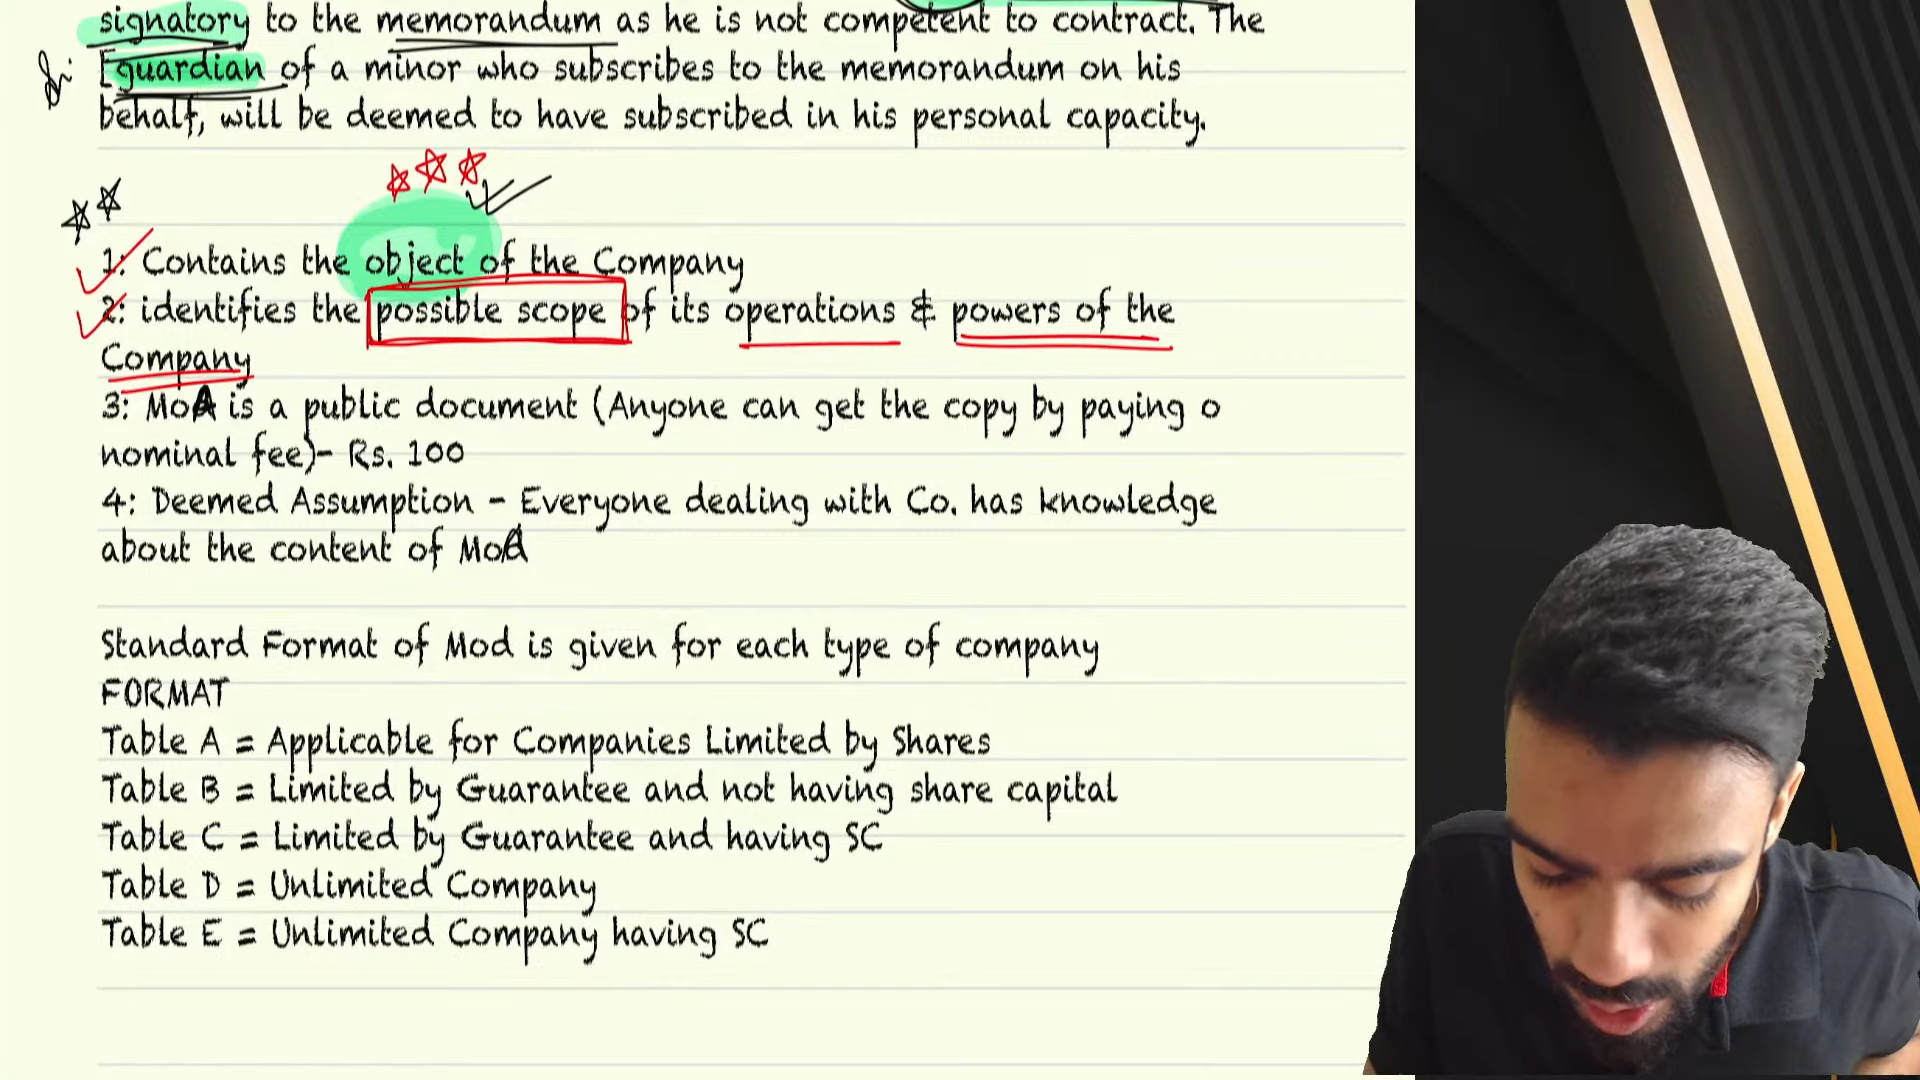 signatory to the memorandum as he is not competent to contract. The
guardian of a minor who subscribes to the memorandum on his
behalf, will be deemed to have subscribed in his personal capacity.
1: Contains the object of the Company
2: identifies the possible scope of its operations & powers of the
Company
3: MoA is a public document (Anyone can get the copy by paying o
nominal fee)- Rs. 100
4: Deemed Assumption - Everyone dealing with Co. has knowledge
about the content of MoA
Standard Format of Mod is given for each type of company
FORMAT
Table A = Applicable for Companies Limited by Shares
Table B = Limited by Guarantee and not having share capital
Table C = Limited by Guarantee and having SC
Table D = Unlimited Company
Table E = Unlimited Company having SC